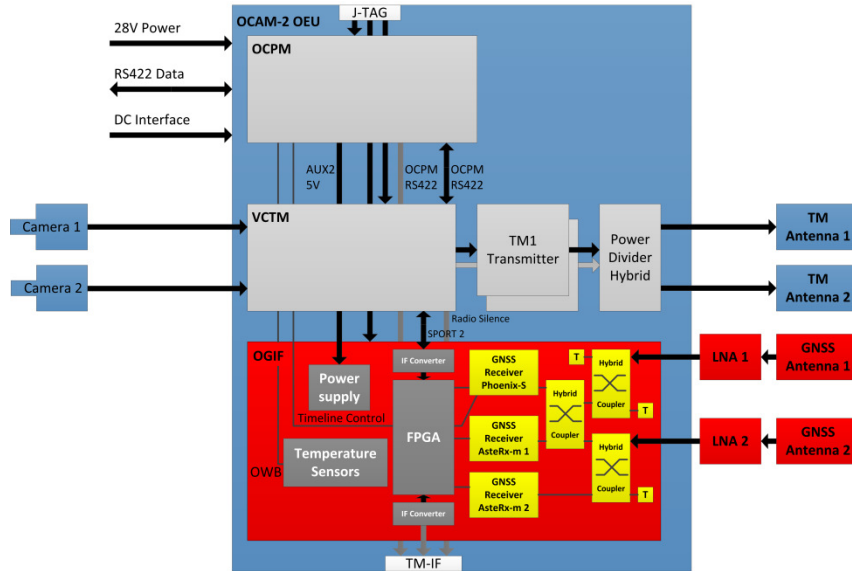 OCAM-2 OEU
J-TAG
28V Power
RS422 Data
DC Interface
OCPM
AUX2
5V
OCPM
RS422
OCPM
RS422
Camera 1
Camera 2
VCTM
TM1
Transmitter
Power
Divider
Hybrid
TM
Antenna 1
TM
Antenna 2
Radio Silence
SPORT 2
OGIF
IF Converter
Power
supply
Timeline Control
FPGA
Temperature
Sensors
OWB
IF Converter
GNSS
Receiver
Phoenix-S
GNSS
Receiver
AsteRx-m 1
GNSS
Receiver
AsteRx-m 2
Hybrid
Coupler
T
Hybrid
Coupler
T
Hybrid
Coupler
T
LNA 1
GNSS
Antenna 1
LNA 2
GNSS
Antenna 2
TM-IF